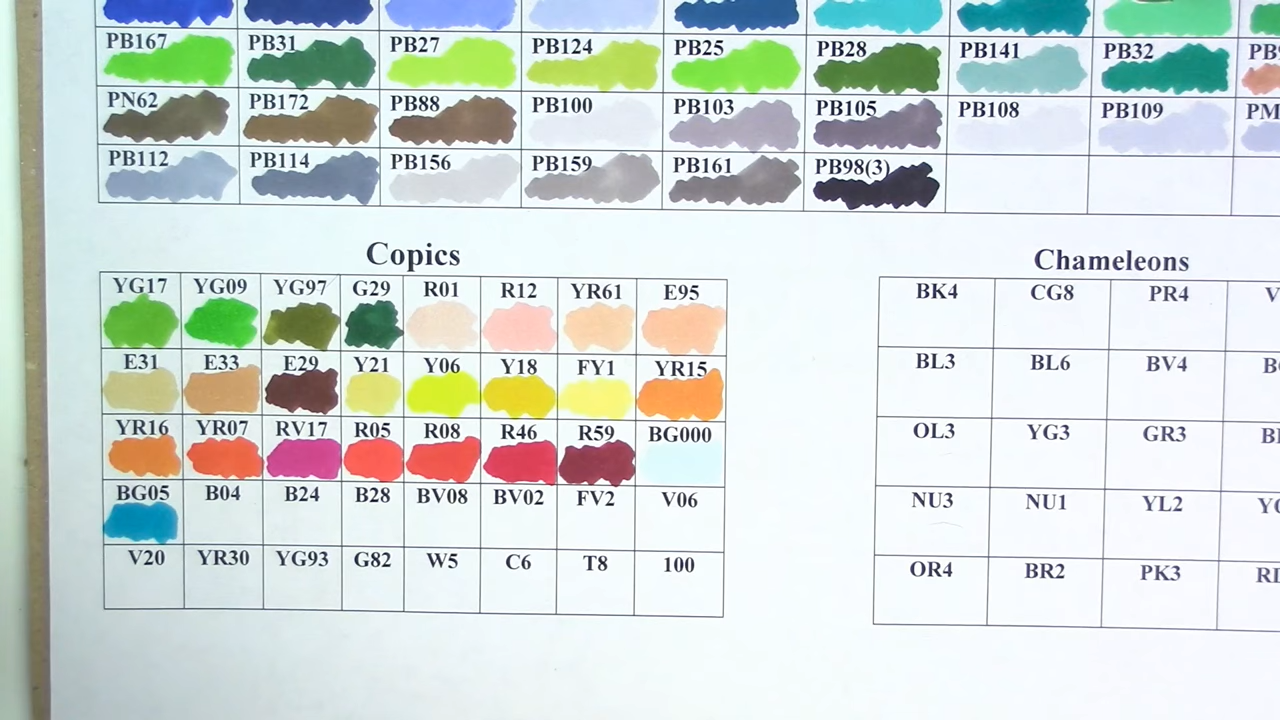 PB167 PB31 PB27 PB124 PB25 PB28 PB141 PB32
PN62 PB172 PB88 PB100 PB103 PB105 PB108 PB109 PM
PB112 PB114 PB156 PB159 PB161 PB98(3)
Copics
YG17 YG09 YG97 G29 R01 R12 YR61 E95
E31 E33 E29 Y21 Y06 Y18 FY1 YR15
YR16 YR07 RV17 R05 R08 R46 R59 BG000
BG05 B04 B24 B28 BV08 BV02 FV2 V06
V20 YR30 YG93 G82 W5 C6 T8 100
Chameleons
BK4 CG8 PR4
BL3 BL6 BV4
OL3 YG3 GR3
NU3 NU1 YL2
OR4 BR2 PK3